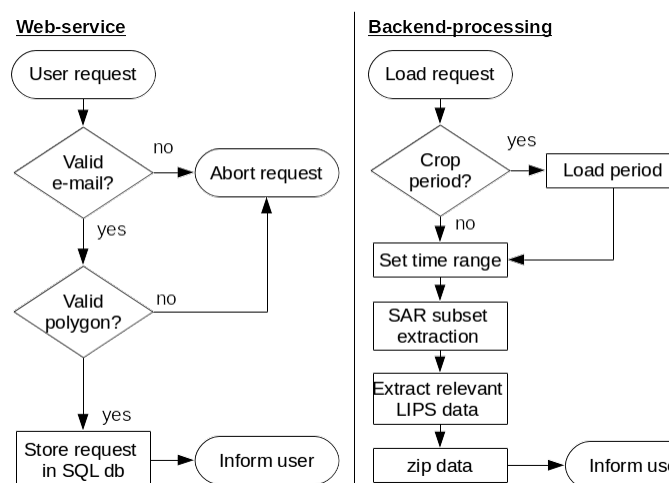 Web-service
User request
Valid
e-mail?
no
Abort request
yes
Valid
polygon?
no
yes
Store request
in SQL db
Inform user
Backend-processing
Load request
Crop
period?
yes
Load period
no
Set time range
SAR subset
extraction
Extract relevant
LIPS data
zip data
Inform use